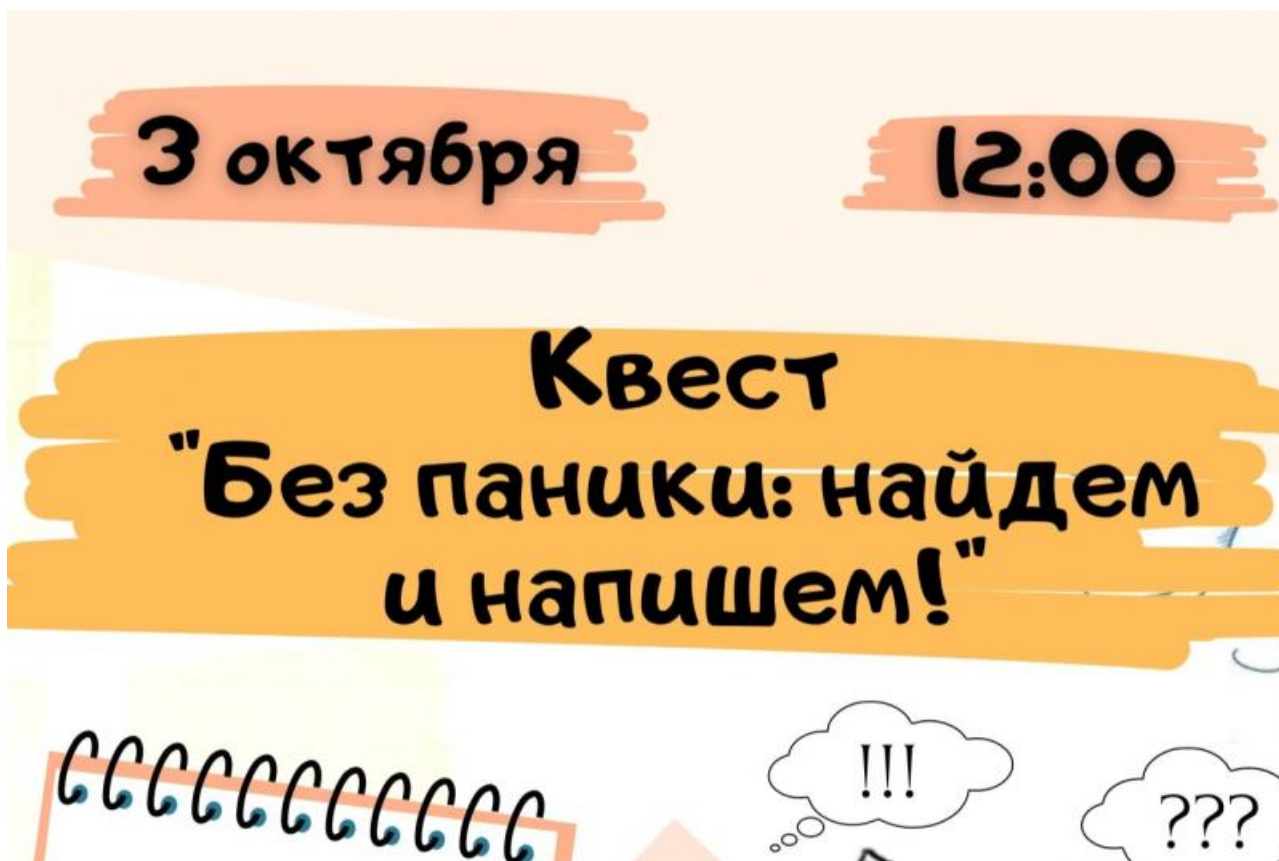 3 октября
12:00
Квест
"Без паники: найдем
и напишем!"
!!!
???